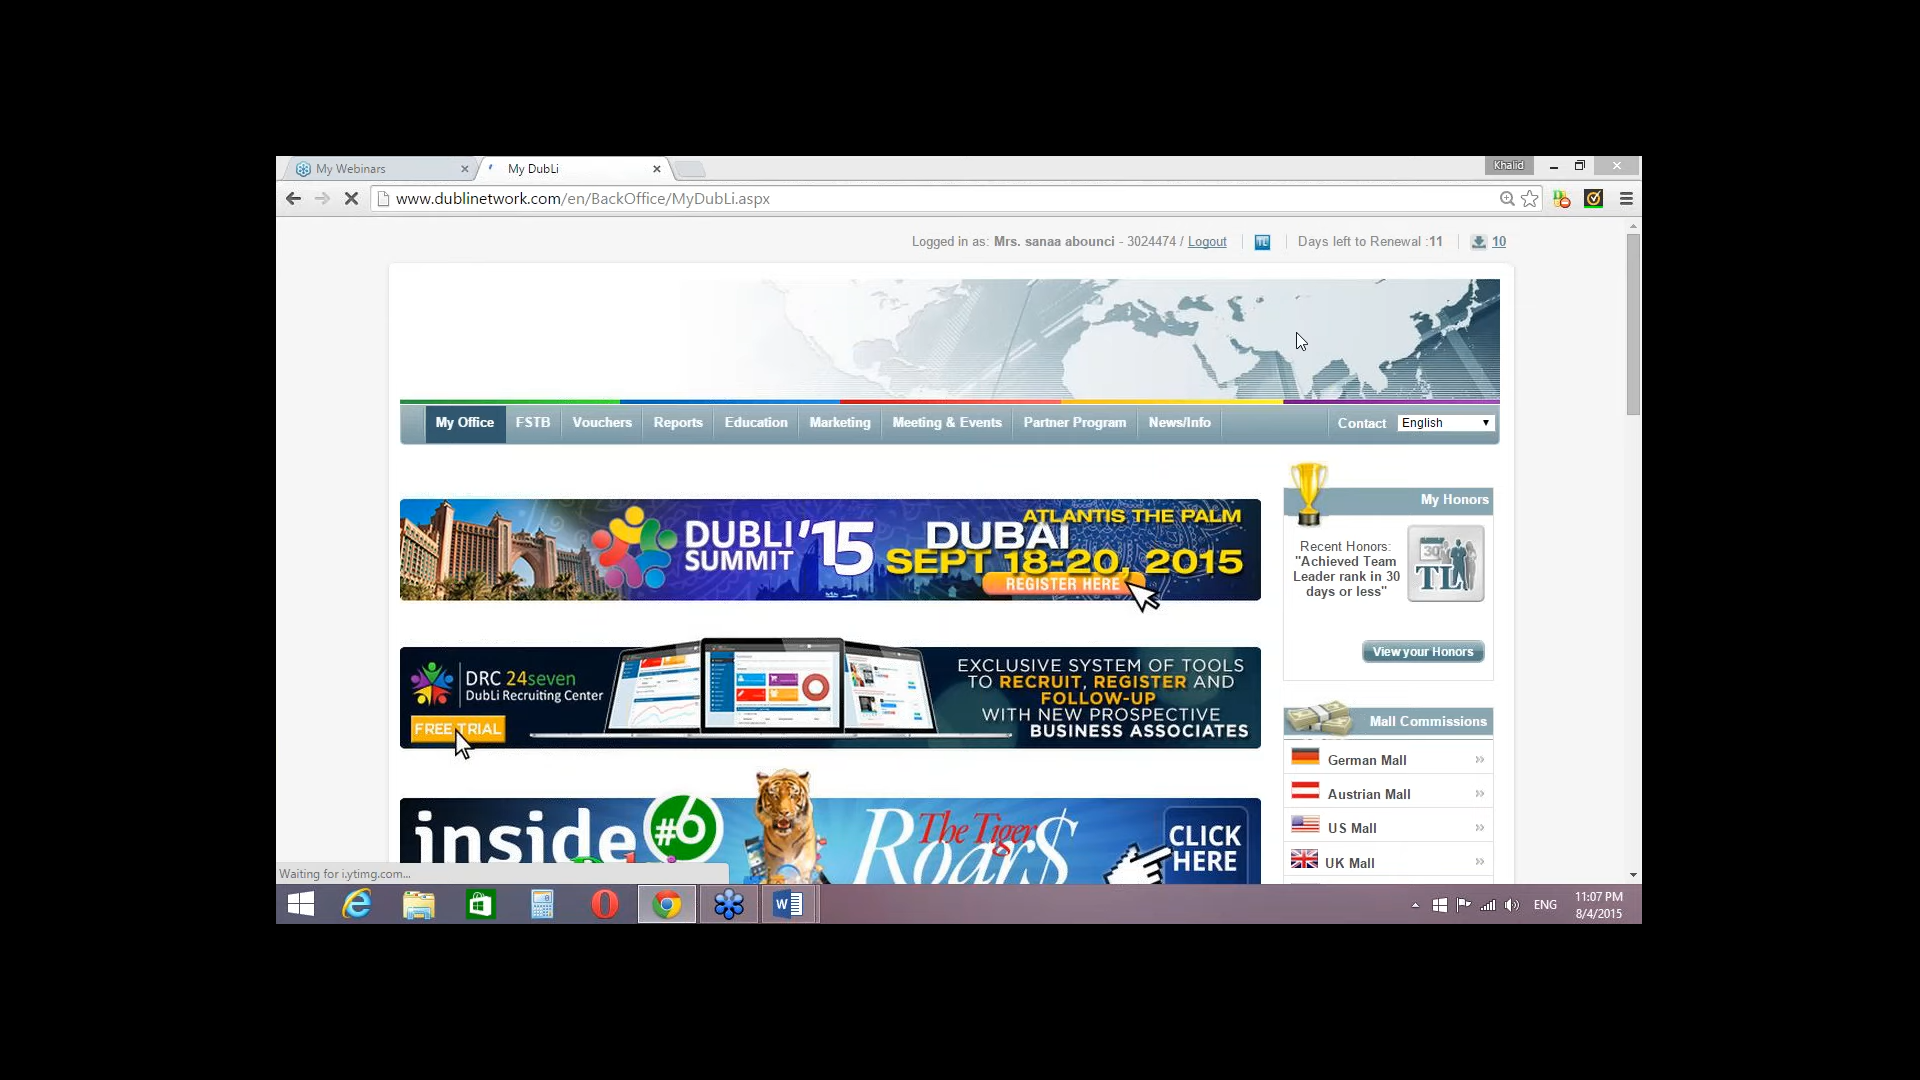 My Webinars
My DubLi
Khalid
www.dublinetwork.com/en/BackOffice/MyDubLi.aspx
Logged in as: Mrs. sanaa abounci - 3024474 / Logout
TL
Days left to Renewal :11
10
My Office
FSTB
Vouchers
Reports
Education
Marketing
Meeting & Events
Partner Program
News/Info
Contact
English
DUBLI
SUMMIT
'15
ATLANTIS THE PALM
DUBAI
SEPT 18-20, 2015
REGISTER HERE
My Honors
Recent Honors:
"Achieved Team
Leader rank in 30
days or less"
30
TL
View your Honors
DRC 24seven
DubLi Recruiting Center
FREE TRIAL
EXCLUSIVE SYSTEM OF TOOLS
TO RECRUIT, REGISTER AND
FOLLOW-UP
WITH NEW PROSPECTIVE
BUSINESS ASSOCIATES
Mall Commissions
German Mall
Austrian Mall
US Mall
UK Mall
inside
#6
The Tiger
Roar$
CLICK
HERE
Waiting for i.ytimg.com...
ENG
11:07 PM
8/4/2015